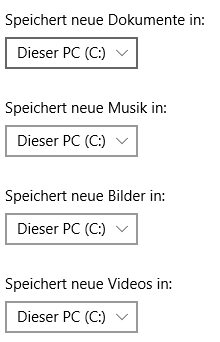 Speichert neue Dokumente in:
Dieser PC (C:)
Speichert neue Musik in:
Dieser PC (C:)
Speichert neue Bilder in:
Dieser PC (C:)
Speichert neue Videos in:
Dieser PC (C:)